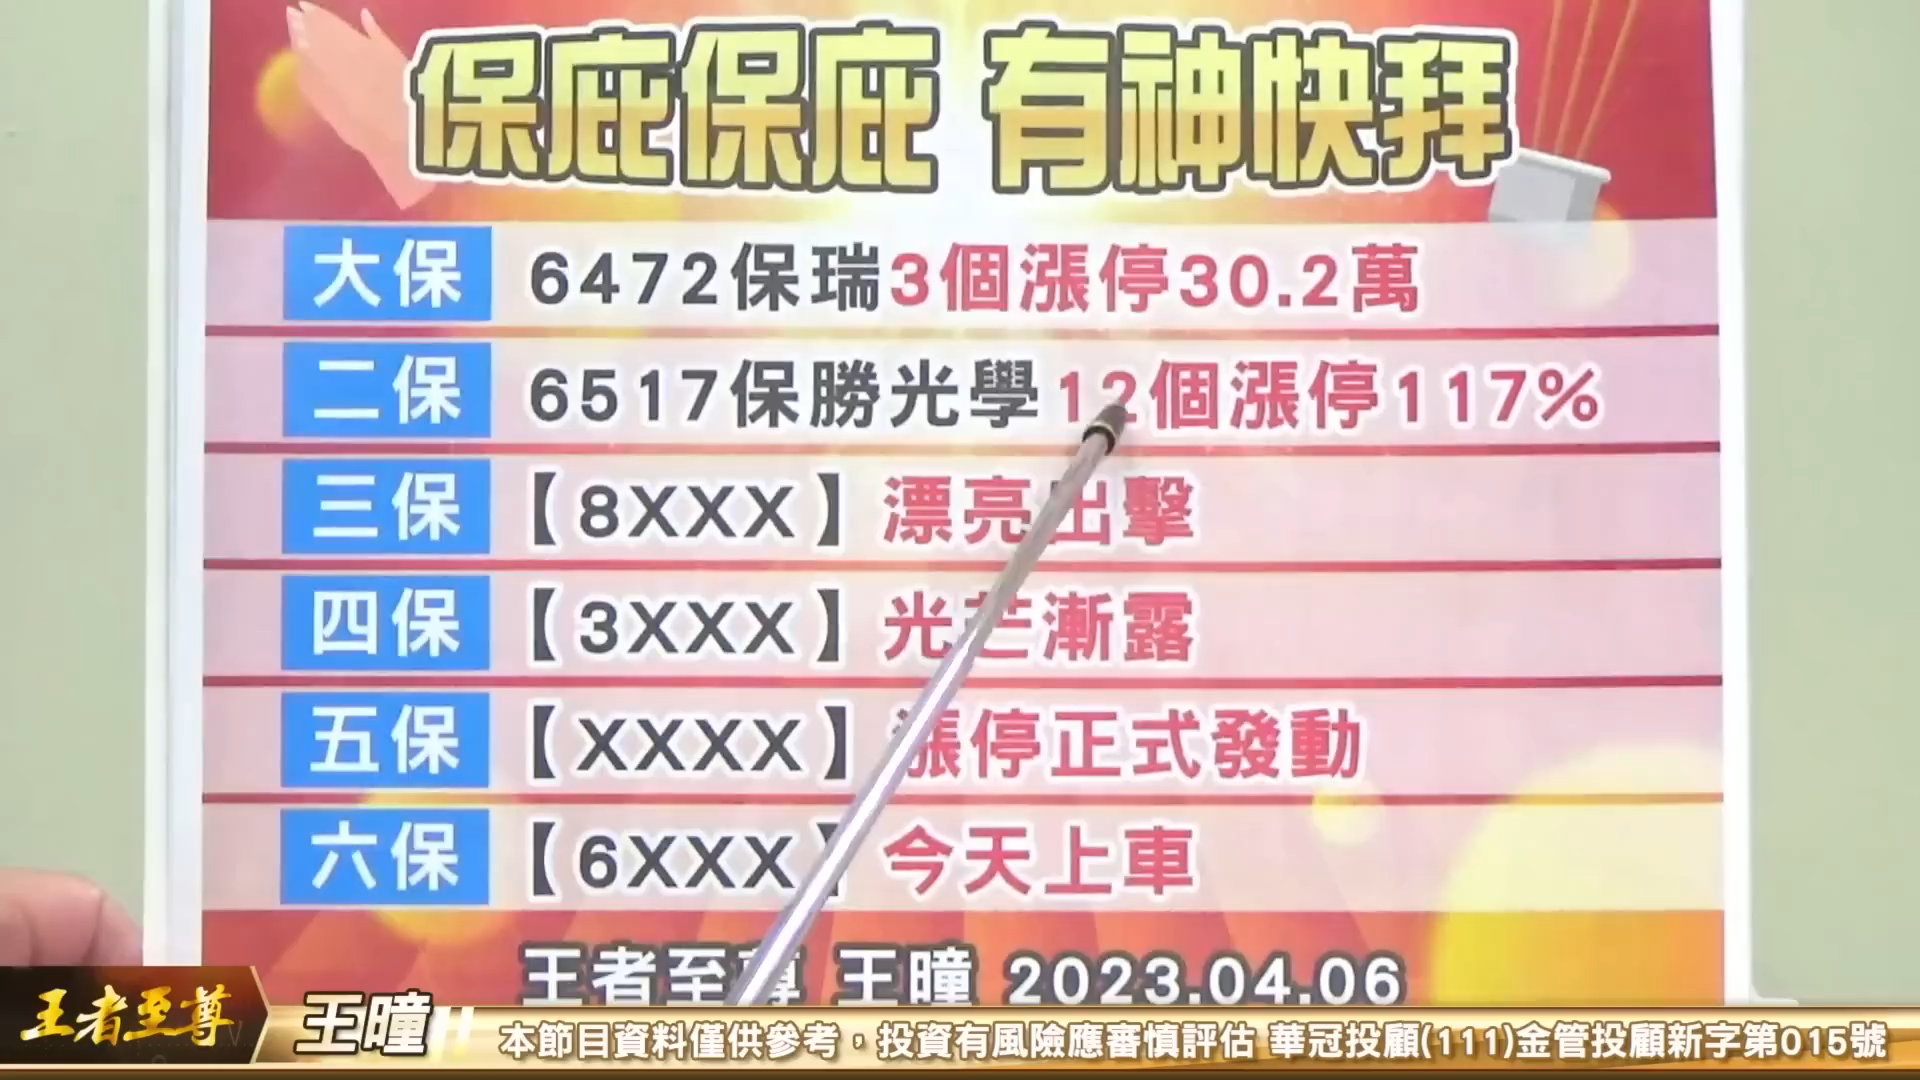 保庇保庇 有神快拜
大保 6472保瑞3個漲停30.2萬
二保 6517保勝光學12個漲停117%
三保 【8XXX】漂亮出擊
四保 【3XXX】光芒漸露
五保 【XXXX】漲停正式發動
六保 【6XXX】今天上車
王者至尊 王曈 2023.04.06
王者至尊 王曈 本節目資料僅供參考，投資有風險應審慎評估 華冠投顧(111)金管投顧新字第015號